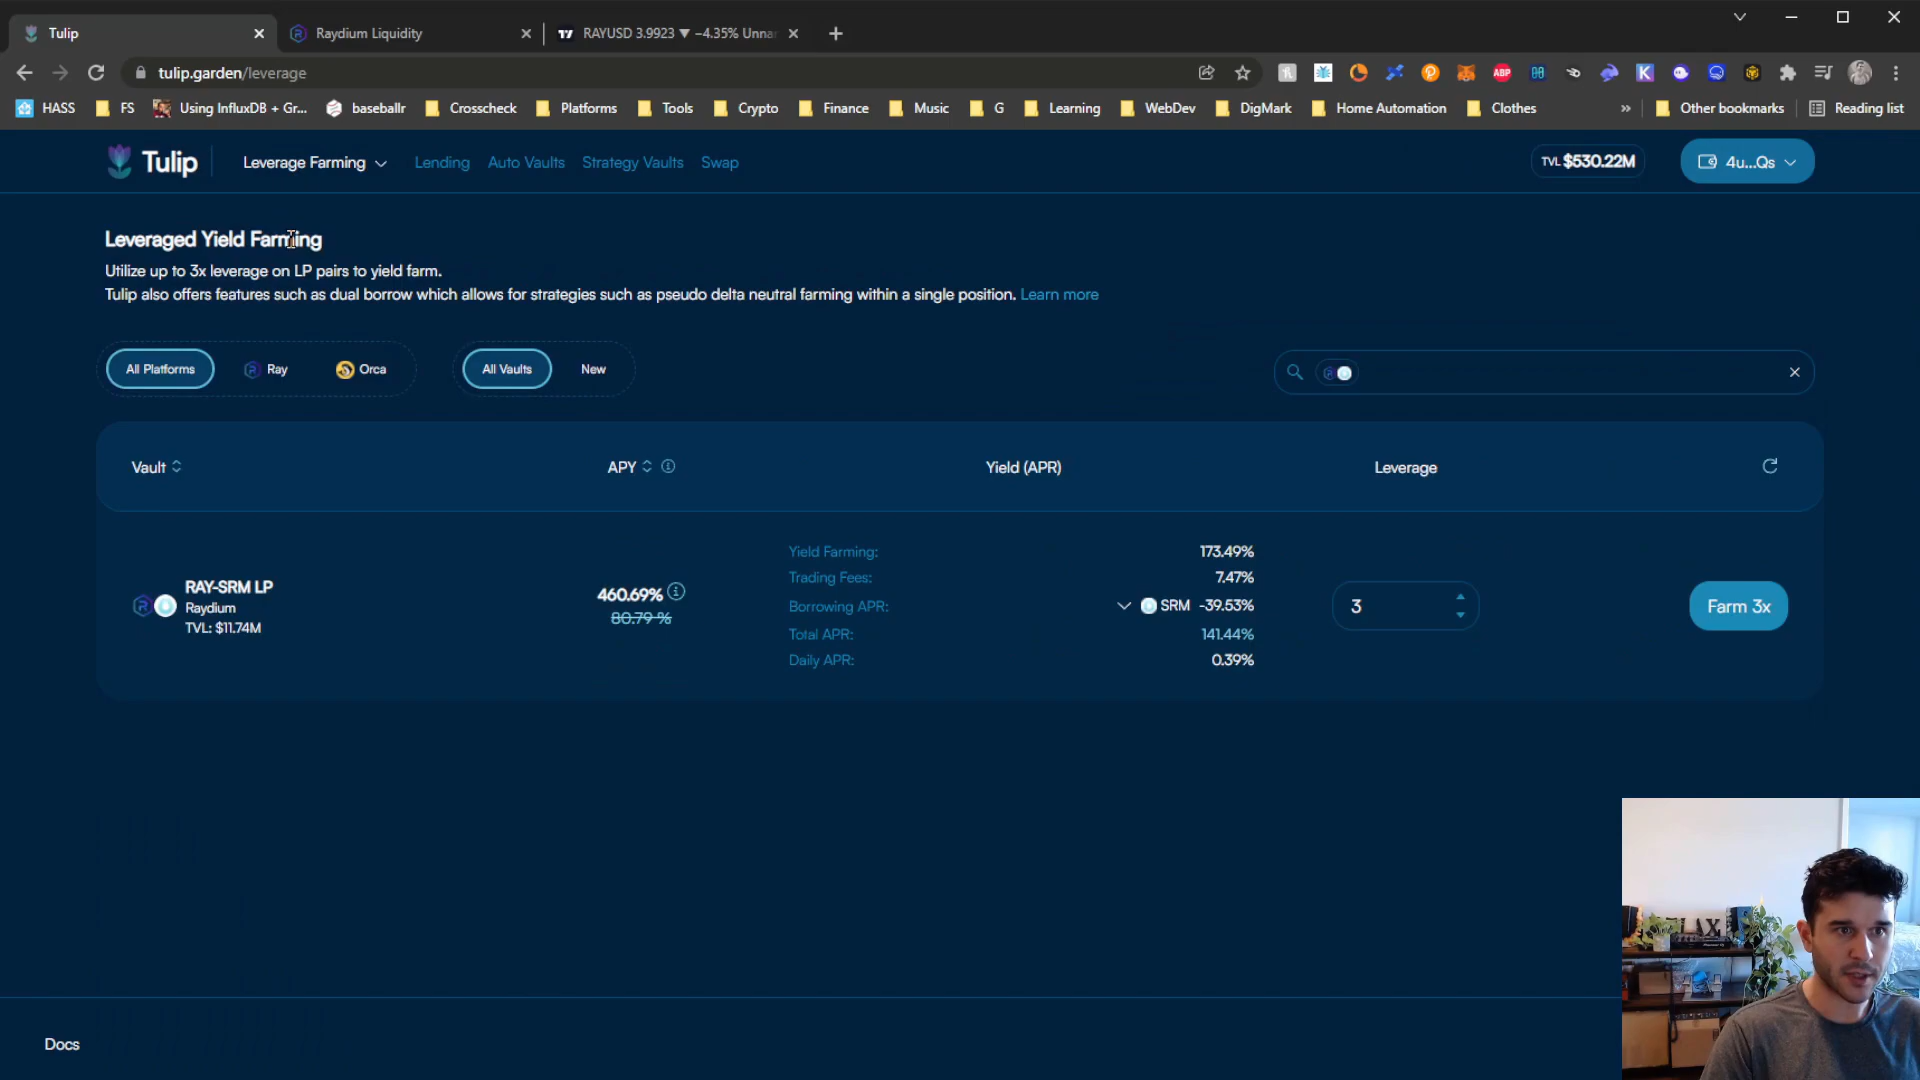 Tulip
Raydium Liquidity
RAYUSD 3.9923 ▼ −4.35% Unnar
tulip.garden/leverage
ABP
HASS
FS
Using InfluxDB + Gr...
baseballr
Crosscheck
Platforms
Tools
Crypto
Finance
Music
G
Learning
WebDev
DigMark
Home Automation
Clothes
»
Other bookmarks
Reading list
Tulip
Leverage Farming
Lending
Auto Vaults
Strategy Vaults
Swap
TVL $530.22M
4u...Qs
Leveraged Yield Farming
Utilize up to 3x leverage on LP pairs to yield farm.
Tulip also offers features such as dual borrow which allows for strategies such as pseudo delta neutral farming within a single position. Learn more
All Platforms
Ray
Orca
All Vaults
New
Vault
APY
Yield (APR)
Leverage
RAY-SRM LP
Raydium
TVL: $11.74M
460.69%
80.79 %
Yield Farming: 173.49%
Trading Fees: 7.47%
Borrowing APR: SRM -39.53%
Total APR: 141.44%
Daily APR: 0.39%
3
Farm 3x
Docs